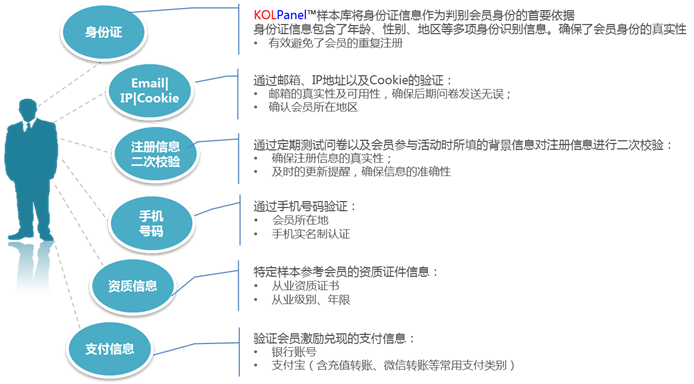 身份证
KOLPanel™样本库将身份证信息作为判别会员身份的首要依据
身份证信息包含了年龄、性别、地区等多项身份识别信息。确保了会员身份的真实性
• 有效避免了会员的重复注册
Email|
IP|Cookie
通过邮箱、IP地址以及Cookie的验证：
• 邮箱的真实性及可用性，确保后期问卷发送无误；
• 确认会员所在地区
注册信息
二次校验
通过定期测试问卷以及会员参与活动时所填的背景信息对注册信息进行二次校验：
• 确保注册信息的真实性；
• 及时的更新提醒，确保信息的准确性
手机
号码
通过手机号码验证：
• 会员所在地
• 手机实名制认证
资质信息
特定样本参考会员的资质证件信息：
• 从业资质证书
• 从业级别、年限
支付信息
验证会员激励兑现的支付信息：
• 银行账号
• 支付宝（含充值转账、微信转账等常用支付类别）